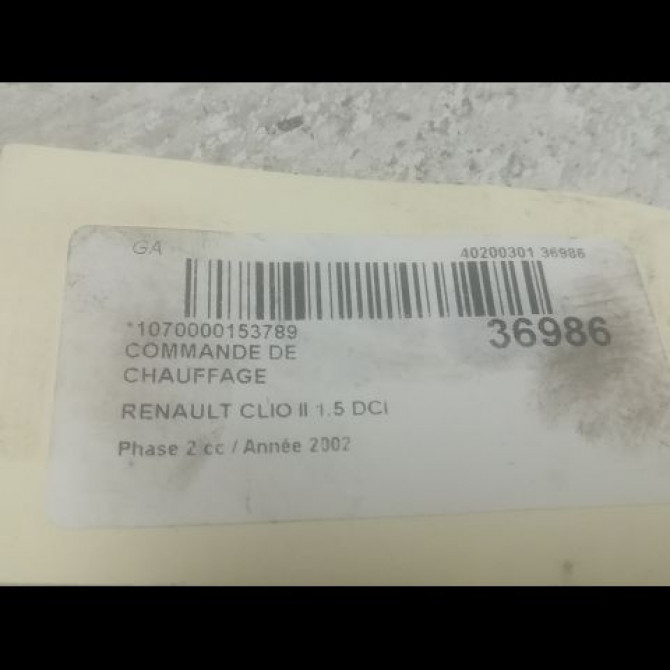 GA 40200301 36986
*1070000153789 36986
COMMANDE DE
CHAUFFAGE
RENAULT CLIO II 1.5 DCI
Phase 2 cc / Année 2002